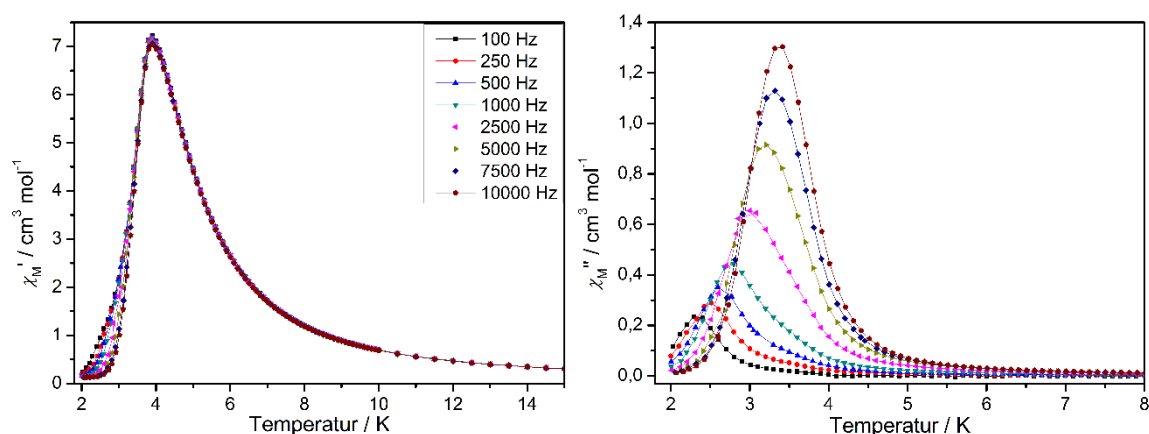 χM' / cm³ mol⁻¹
7
6
5
4
3
2
1
0
2 4 6 8 10 12 14
Temperatur / K
100 Hz
250 Hz
500 Hz
1000 Hz
2500 Hz
5000 Hz
7500 Hz
10000 Hz
χM'' / cm³ mol⁻¹
1,4
1,2
1,0
0,8
0,6
0,4
0,2
0,0
2 3 4 5 6 7 8
Temperatur / K